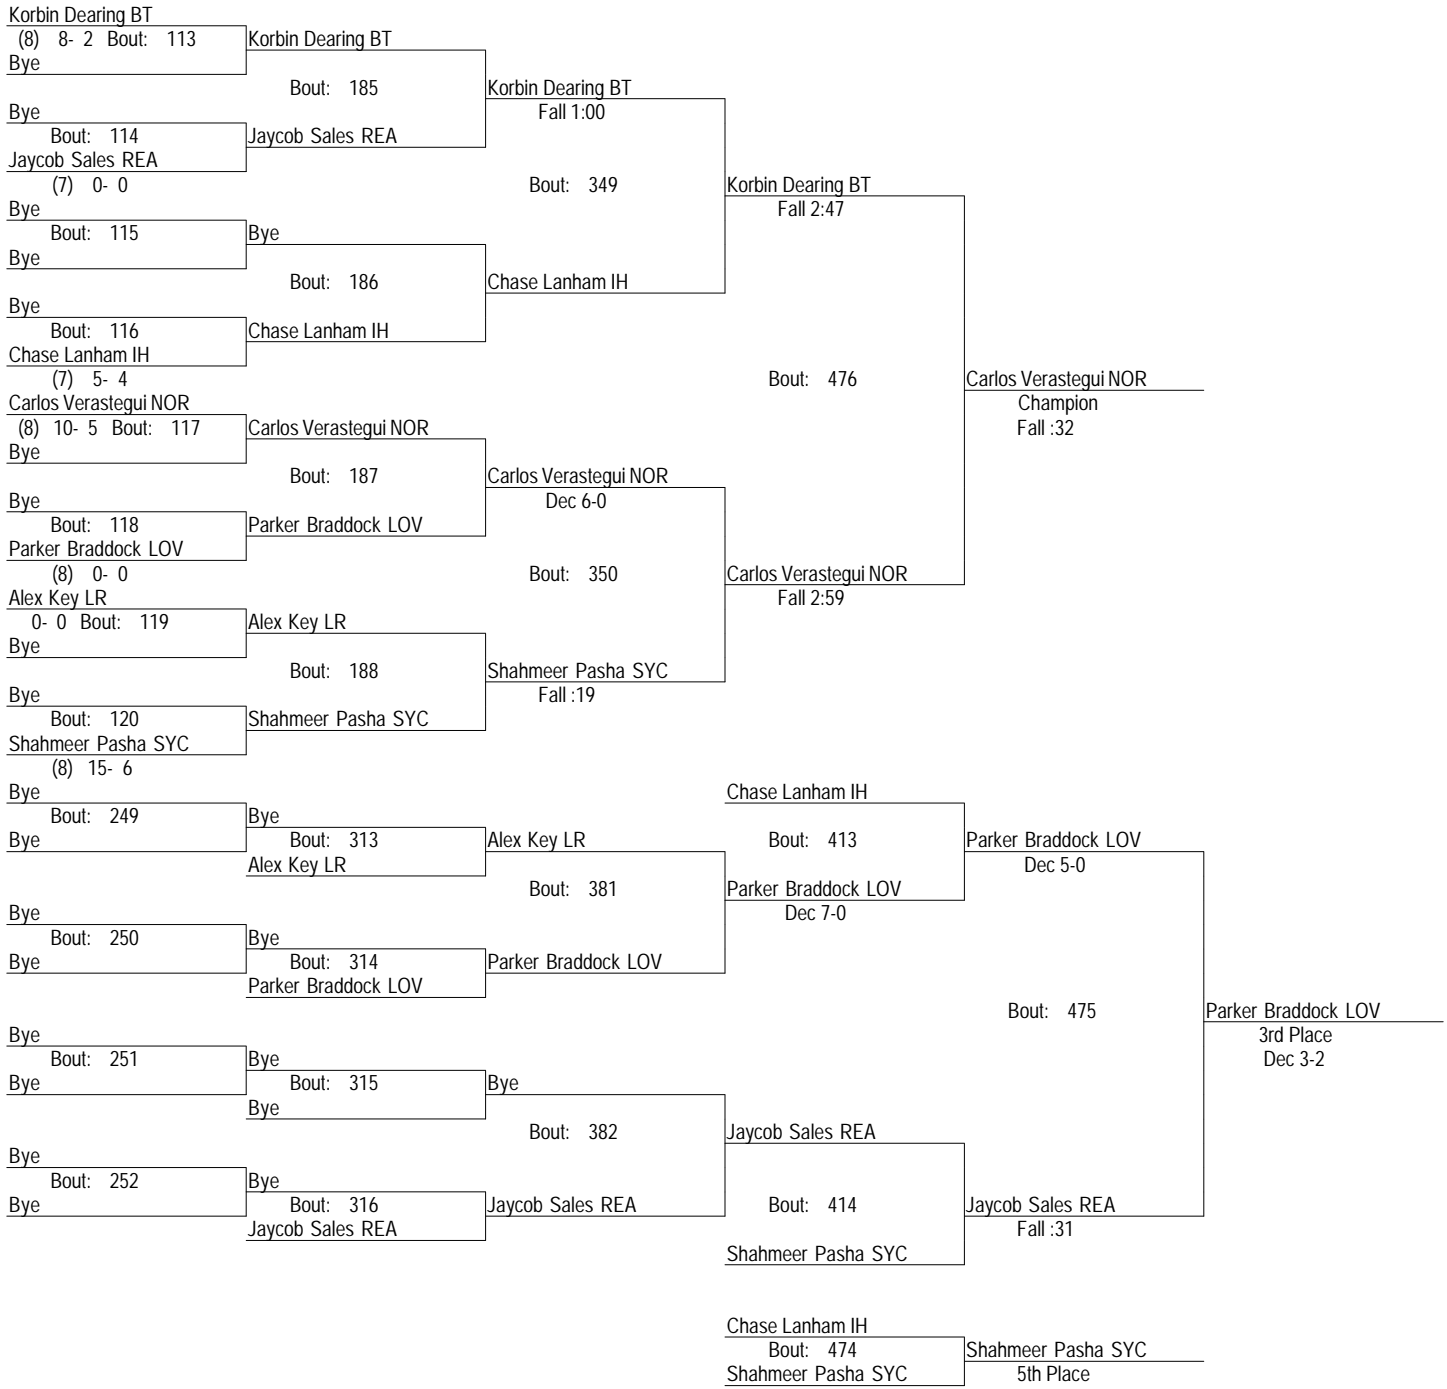 Korbin Dearing BT
(8) 8- 2 Bout: 113
Korbin Dearing BT
Bye
Bout: 185
Korbin Dearing BT
Fall 1:00
Bye
Bout: 114
Jaycob Sales REA
Jaycob Sales REA
(7) 0- 0
Bout: 349
Korbin Dearing BT
Fall 2:47
Bye
Bout: 115
Bye
Bye
Bout: 186
Chase Lanham IH
Bye
Bout: 116
Chase Lanham IH
Chase Lanham IH
(7) 5- 4
Bout: 476
Carlos Verastegui NOR
Champion
Fall :32
Carlos Verastegui NOR
(8) 10- 5 Bout: 117
Carlos Verastegui NOR
Bye
Bout: 187
Carlos Verastegui NOR
Dec 6-0
Bye
Bout: 118
Parker Braddock LOV
Parker Braddock LOV
(8) 0- 0
Bout: 350
Carlos Verastegui NOR
Fall 2:59
Alex Key LR
0- 0 Bout: 119
Alex Key LR
Bye
Bout: 188
Shahmeer Pasha SYC
Fall :19
Bye
Bout: 120
Shahmeer Pasha SYC
Shahmeer Pasha SYC
(8) 15- 6
Bye
Bout: 249
Bye
Bye
Bout: 313
Alex Key LR
Alex Key LR
Chase Lanham IH
Bout: 413
Parker Braddock LOV
Dec 5-0
Bout: 381
Parker Braddock LOV
Dec 7-0
Bye
Bout: 250
Bye
Bye
Bout: 314
Parker Braddock LOV
Parker Braddock LOV
Bout: 475
Parker Braddock LOV
3rd Place
Dec 3-2
Bye
Bout: 251
Bye
Bye
Bout: 315
Bye
Bye
Bout: 382
Jaycob Sales REA
Bye
Bout: 252
Bye
Bye
Bout: 316
Jaycob Sales REA
Jaycob Sales REA
Bout: 414
Jaycob Sales REA
Fall :31
Shahmeer Pasha SYC
Chase Lanham IH
Bout: 474
Shahmeer Pasha SYC
Shahmeer Pasha SYC
5th Place